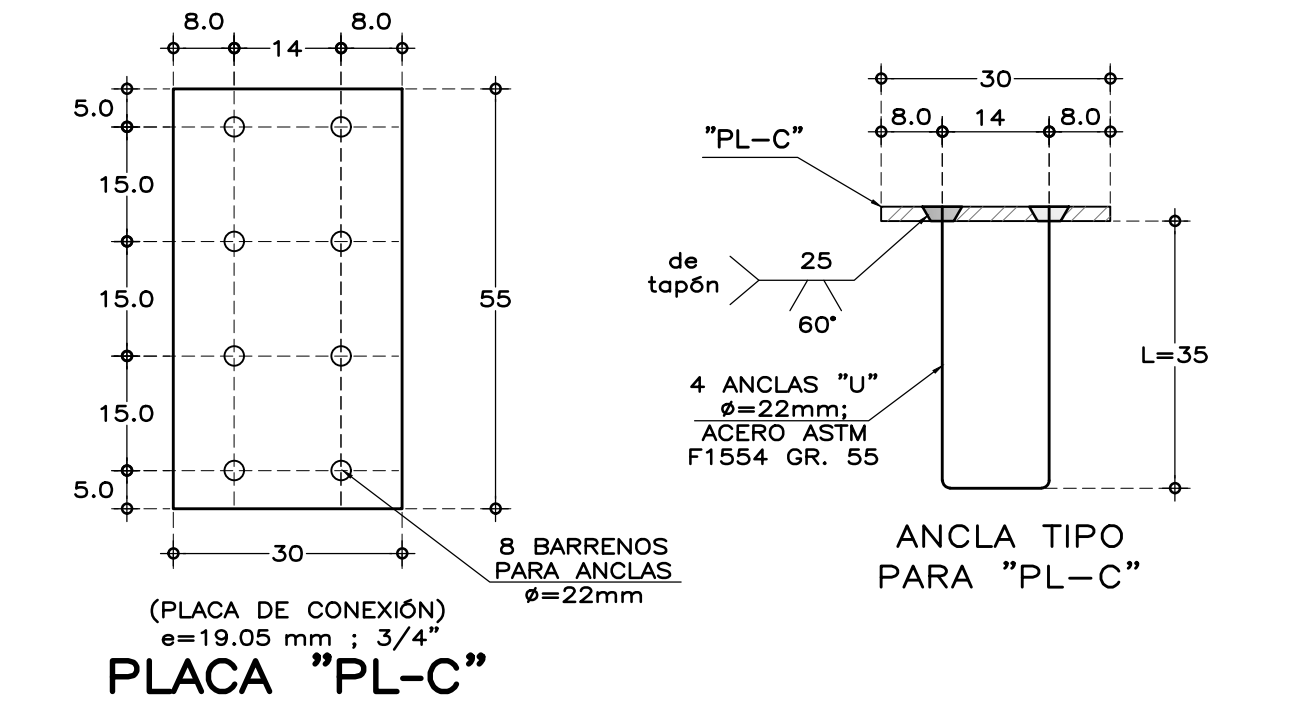 8.0
14
8.0
5.0
15.0
15.0
15.0
5.0
55
30
8 BARRENOS
PARA ANCLAS
ø=22mm
(PLACA DE CONEXIÓN)
e=19.05 mm ; 3/4”
PLACA ”PL-C”
30
8.0
14
8.0
”PL-C”
de
tapón
25
60°
L=35
4 ANCLAS ”U”
ø=22mm;
ACERO ASTM
F1554 GR. 55
ANCLA TIPO
PARA ”PL-C”